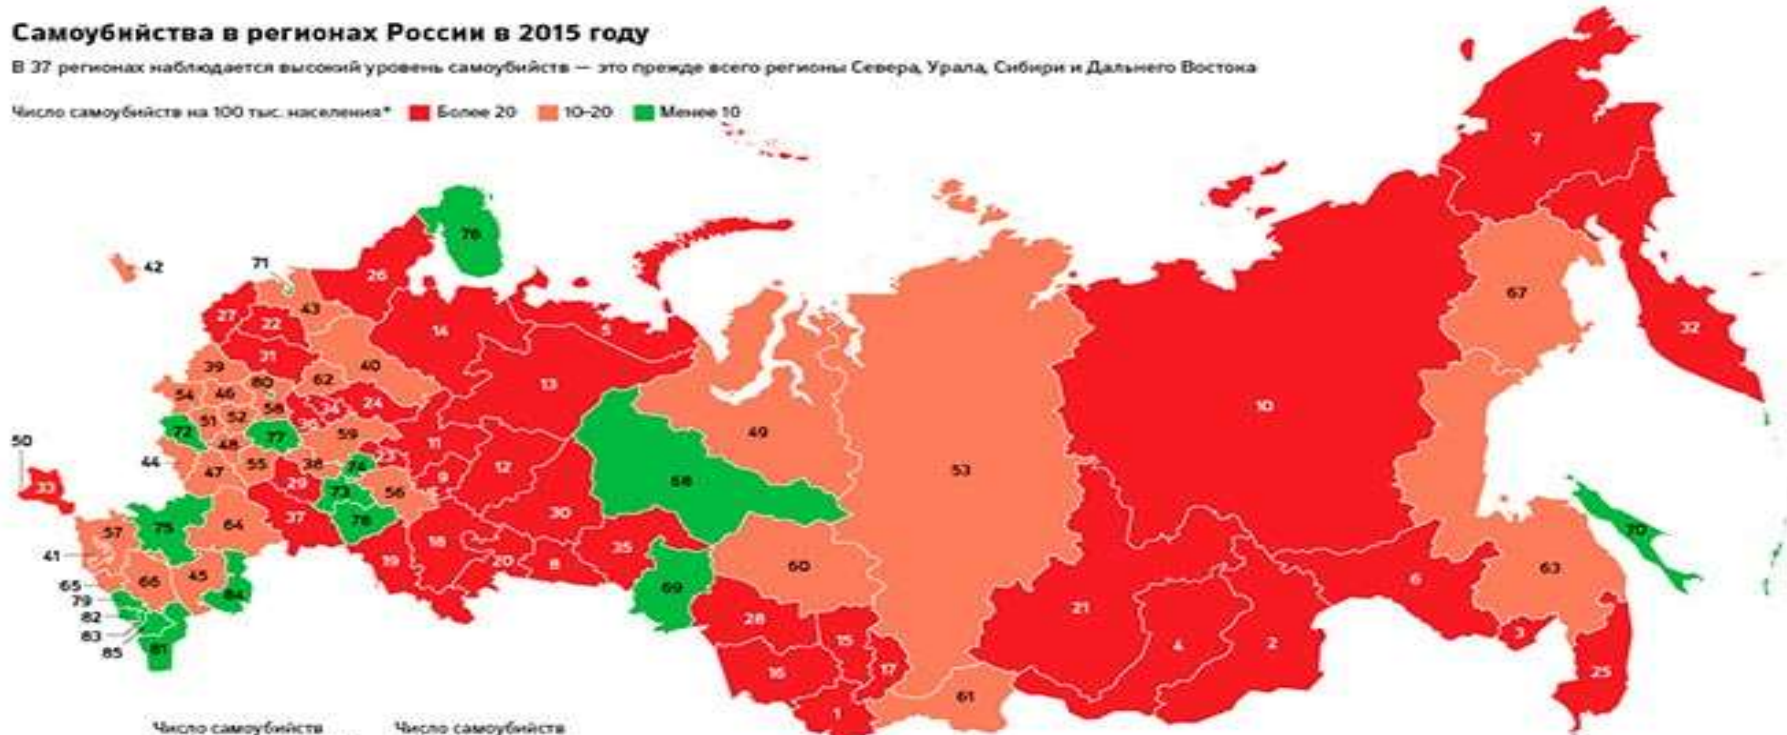 Самоубийства в регионах России в 2015 году
В 37 регионах наблюдается высокий уровень самоубийств — это прежде всего регионы Севера, Урала, Сибири и Дальнего Востока
Число самоубийств на 100 тыс. населения* Более 20 10–20 Менее 10
7
76
42 71 26
43 67
27 22 14 5 32
31
39 40 13
80 62
54 46 24 10
58 34
51 52
72 77 59 11 49
50 48 23
44 47 55 38 74 12 53
33 29 9 68
73 56
75 64 37 78 30 70
57
41 18 35
45 19 20 8 60 63
65 66 69 6
79 84 21
82 28 3
83 15 4 2
85 81 16 17 25
61
1
Число самоубийств Число самоубийств